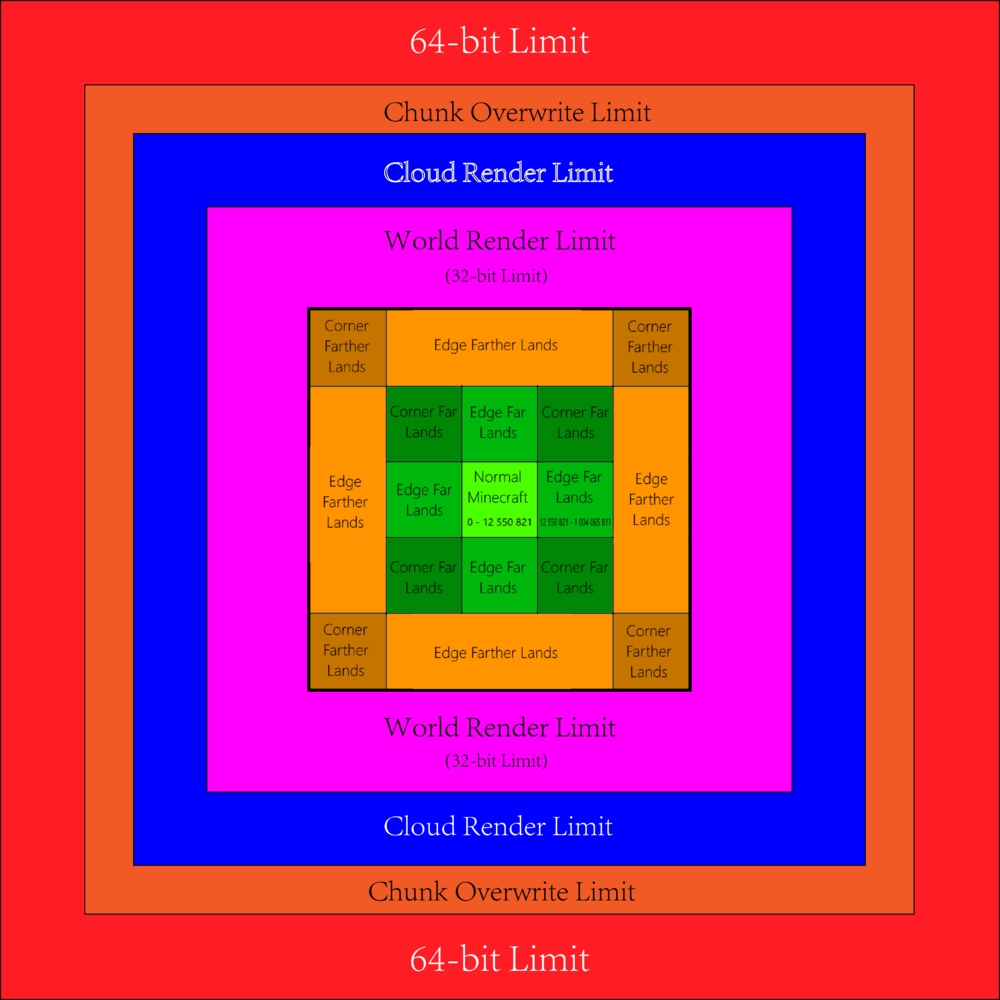 64-bit Limit
Chunk Overwrite Limit
Cloud Render Limit
World Render Limit
(32-bit Limit)
Corner
Farther
Lands
Edge Farther Lands
Corner
Farther
Lands
Corner Far
Lands
Edge Far
Lands
Corner Far
Lands
Edge
Farther
Lands
Edge Far
Lands
Normal
Minecraft
0 - 12 550 821
Edge Far
Lands
12 550 821 - 1 004 065 811
Edge
Farther
Lands
Corner Far
Lands
Edge Far
Lands
Corner Far
Lands
Corner
Farther
Lands
Edge Farther Lands
Corner
Farther
Lands
World Render Limit
(32-bit Limit)
Cloud Render Limit
Chunk Overwrite Limit
64-bit Limit